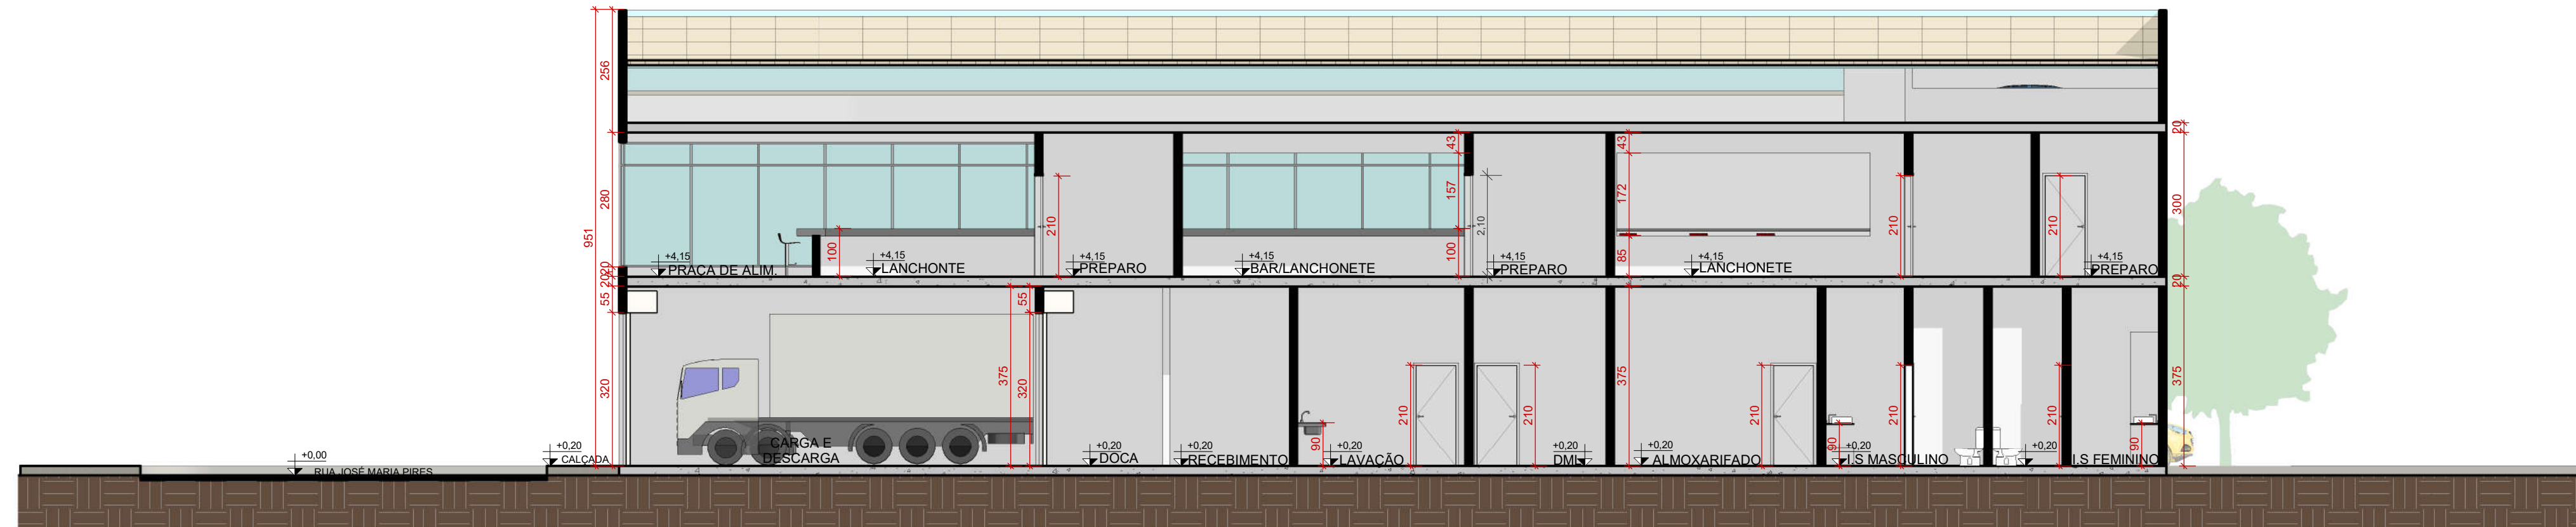 256
20
43
43
280
157
172
2,10
210
210
210
300
951
100
100
85
+4,15
PRAÇA DE ALIM.
+4,15
LANCHONTE
+4,15
PREPARO
+4,15
BAR/LANCHONETE
+4,15
PREPARO
+4,15
LANCHONETE
+4,15
PREPARO
20
20
20
55
55
320
375
320
375
375
210
210
210
210
210
90
90
90
+0,00
RUA JOSÉ MARIA PIRES
+0,20
CALÇADA
CARGA E
DESCARGA
+0,20
DOCA
+0,20
RECEBIMENTO
+0,20
LAVAÇÃO
+0,20
DML
+0,20
ALMOXARIFADO
+0,20
I.S MASCULINO
+0,20
I.S FEMININO